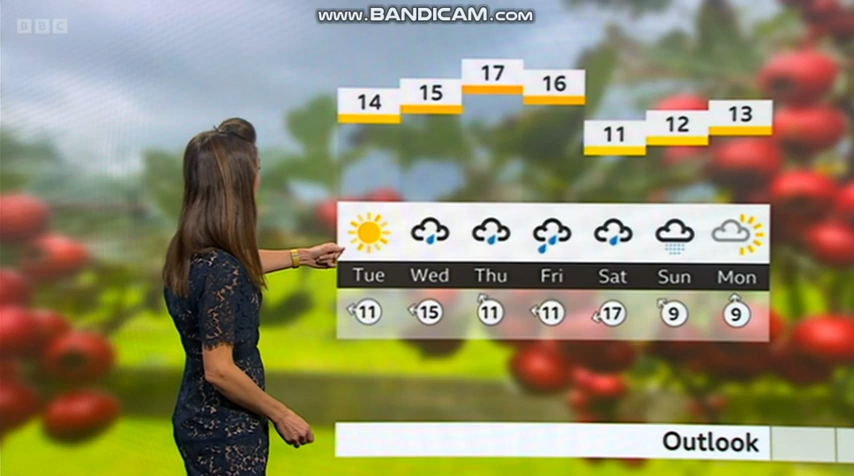 BBC
www.BANDICAM.com
14 15 17 16 11 12 13
Tue Wed Thu Fri Sat Sun Mon
11 15 11 11 17 9 9
Outlook